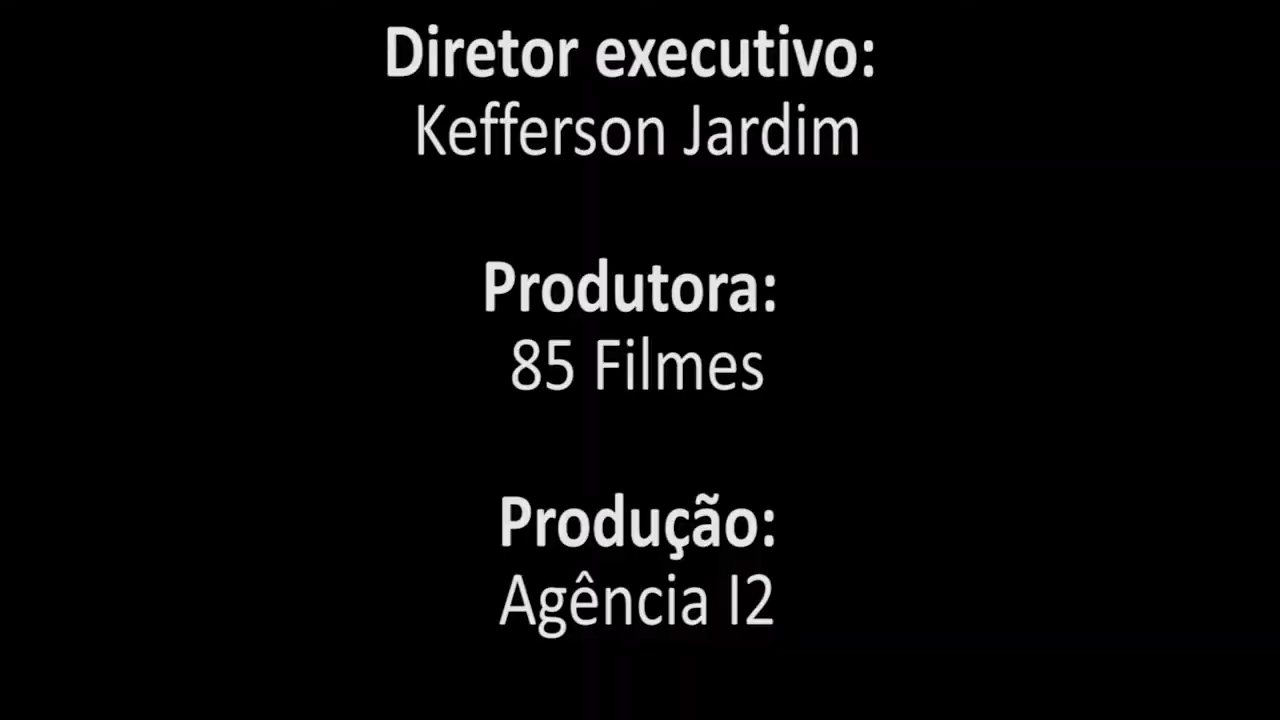 Diretor executivo:
Kefferson Jardim
Produtora:
85 Filmes
Produção:
Agência I2